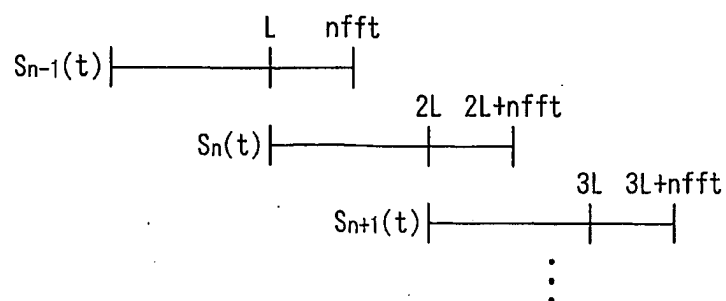 L nfft
Sn-1(t)
2L 2L+nfft
Sn(t)
3L 3L+nfft
Sn+1(t)